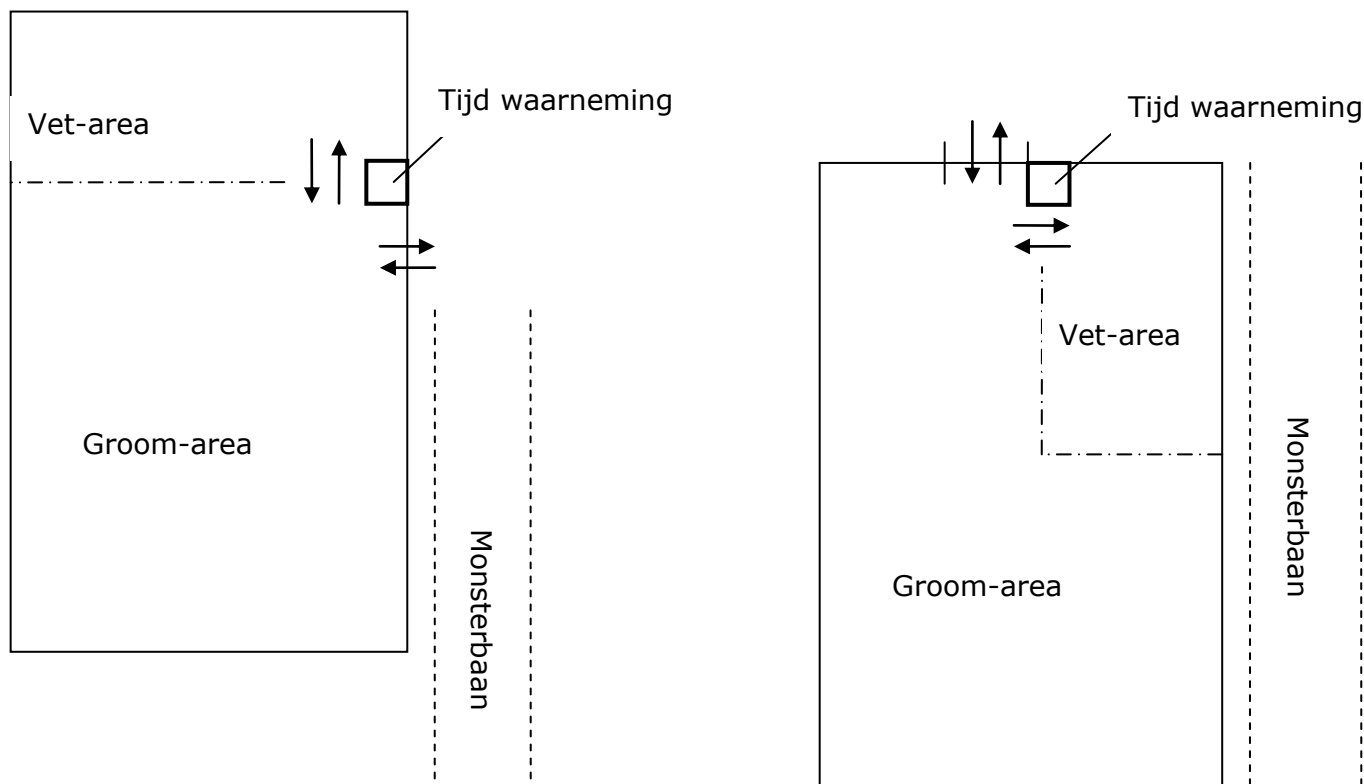 Tijd waarneming
Vet-area
Groom-area
Monsterbaan
Tijd waarneming
Vet-area
Groom-area
Monsterbaan